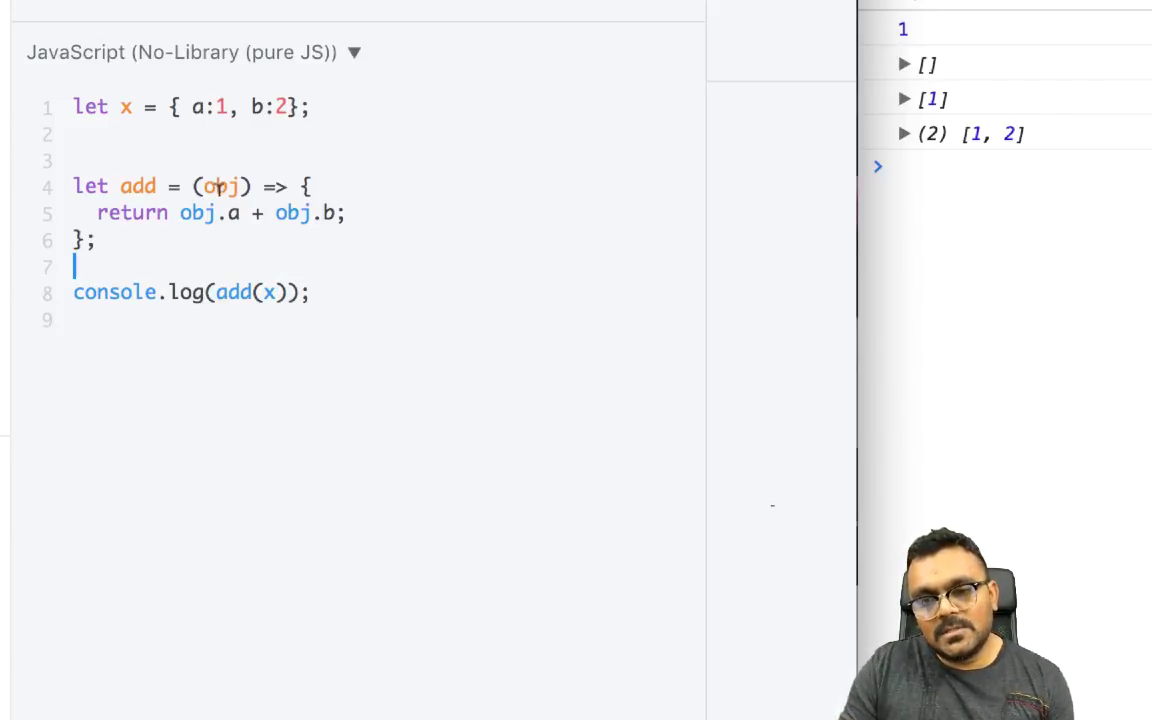 JavaScript (No-Library (pure JS)) ▼
1 let x = { a:1, b:2};
2
3
4 let add = (obj) => {
5 return obj.a + obj.b;
6 };
7
8 console.log(add(x));
9
1
▶ []
▶ [1]
▶ (2) [1, 2]
>